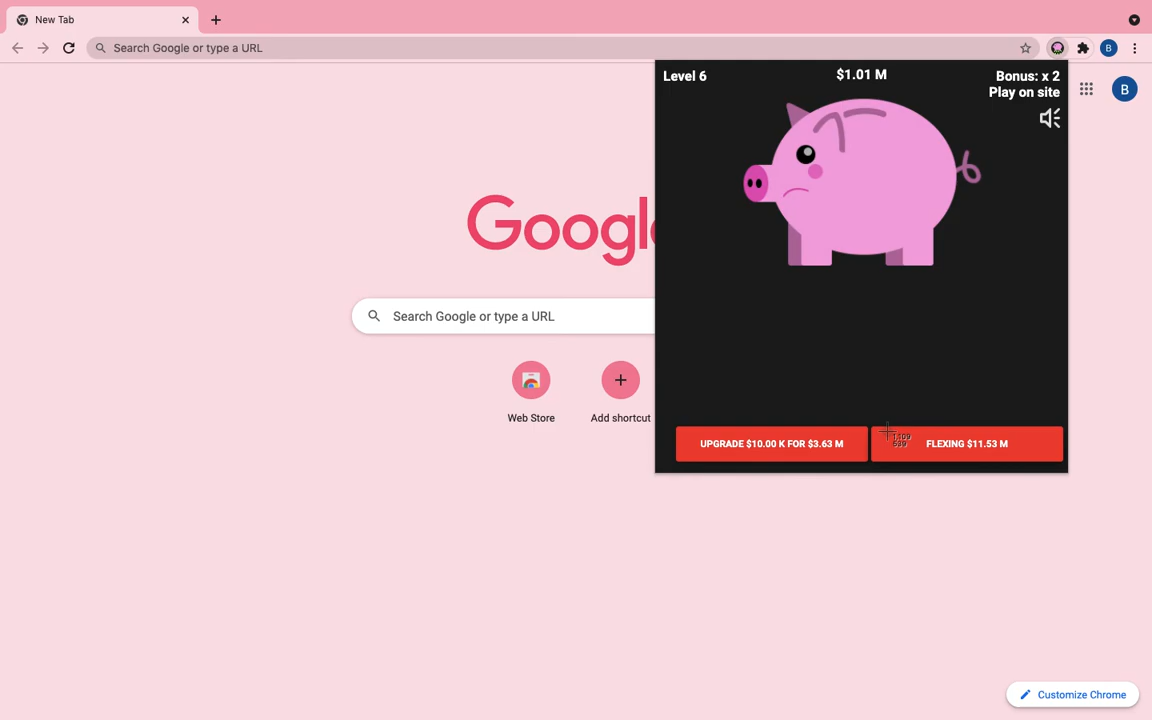 New Tab
Search Google or type a URL
B
Level 6
$1.01 M
Bonus: x 2
Play on site
B
Googl
Search Google or type a URL
Web Store
Add shortcut
UPGRADE $10.00 K FOR $3.63 M
FLEXING $11.53 M
Customize Chrome